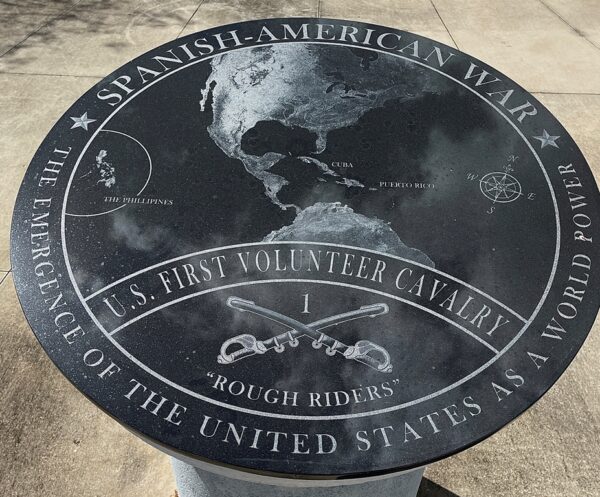 SPANISH-AMERICAN WAR
THE PHILLIPINES
CUBA
PUERTO RICO
N
W
E
S
U.S. FIRST VOLUNTEER CAVALRY
1
"ROUGH RIDERS"
THE EMERGENCE OF THE UNITED STATES AS A WORLD POWER